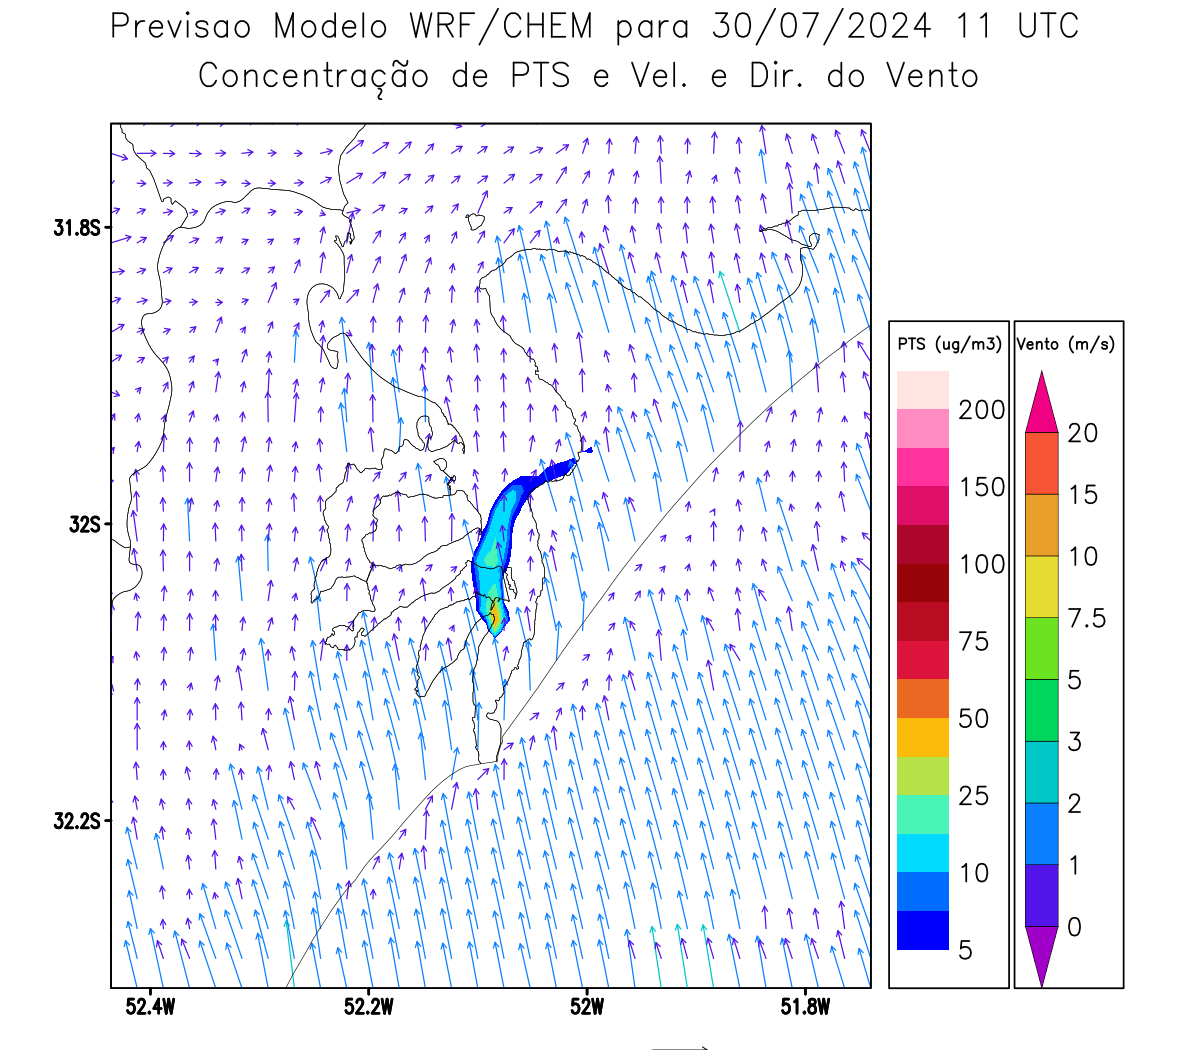 Previsao Modelo WRF/CHEM para 30/07/2024 11 UTC
Concentração de PTS e Vel. e Dir. do Vento
31.8S
32S
32.2S
52.4W
52.2W
52W
51.8W
PTS (ug/m3)
200
150
100
75
50
25
10
5
Vento (m/s)
20
15
10
7.5
5
3
2
1
0